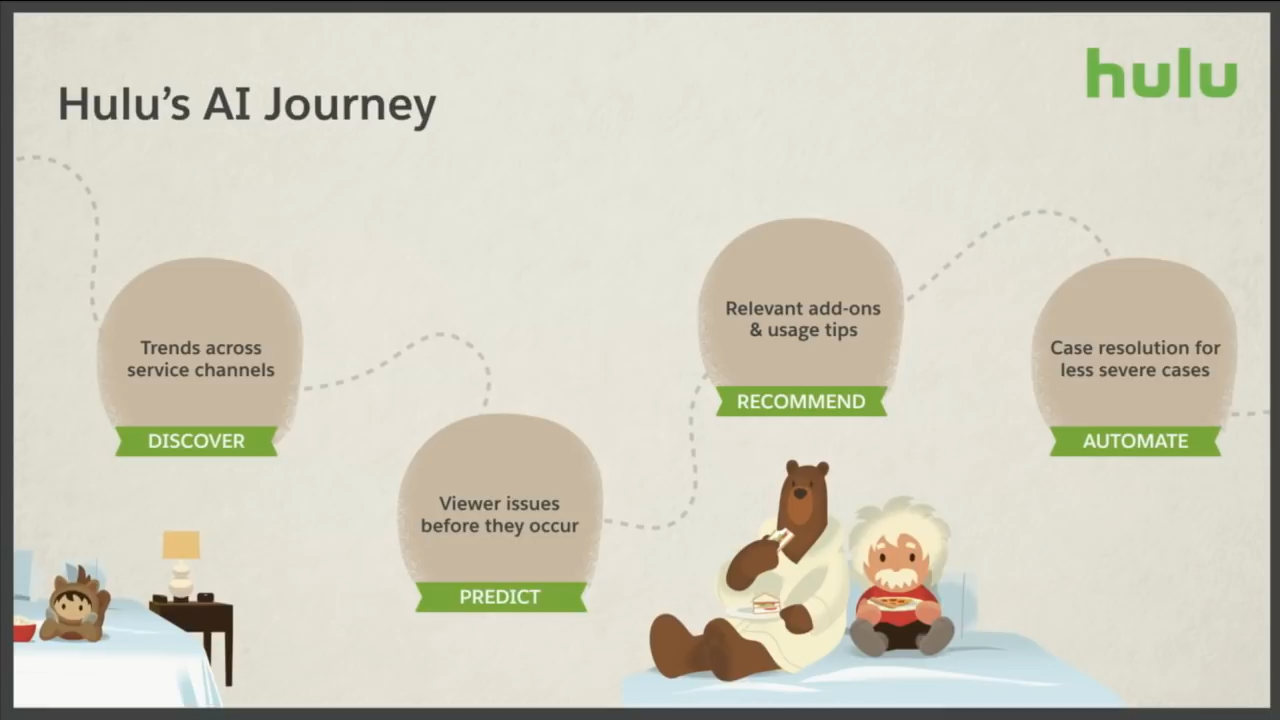 hulu
Hulu’s AI Journey
Trends across
service channels
DISCOVER
Viewer issues
before they occur
PREDICT
Relevant add-ons
& usage tips
RECOMMEND
Case resolution for
less severe cases
AUTOMATE